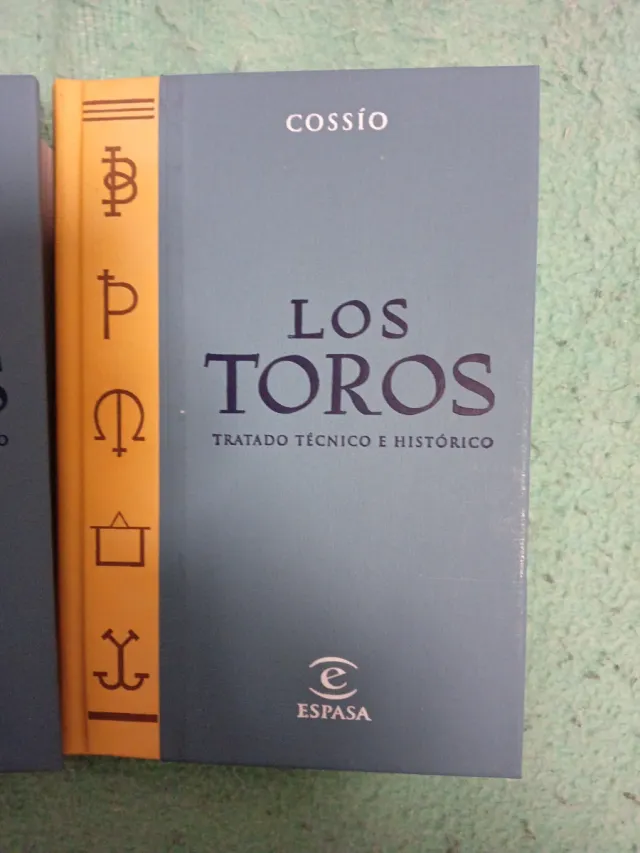 COSSÍO
LOS
TOROS
TRATADO TÉCNICO E HISTÓRICO
e
ESPASA